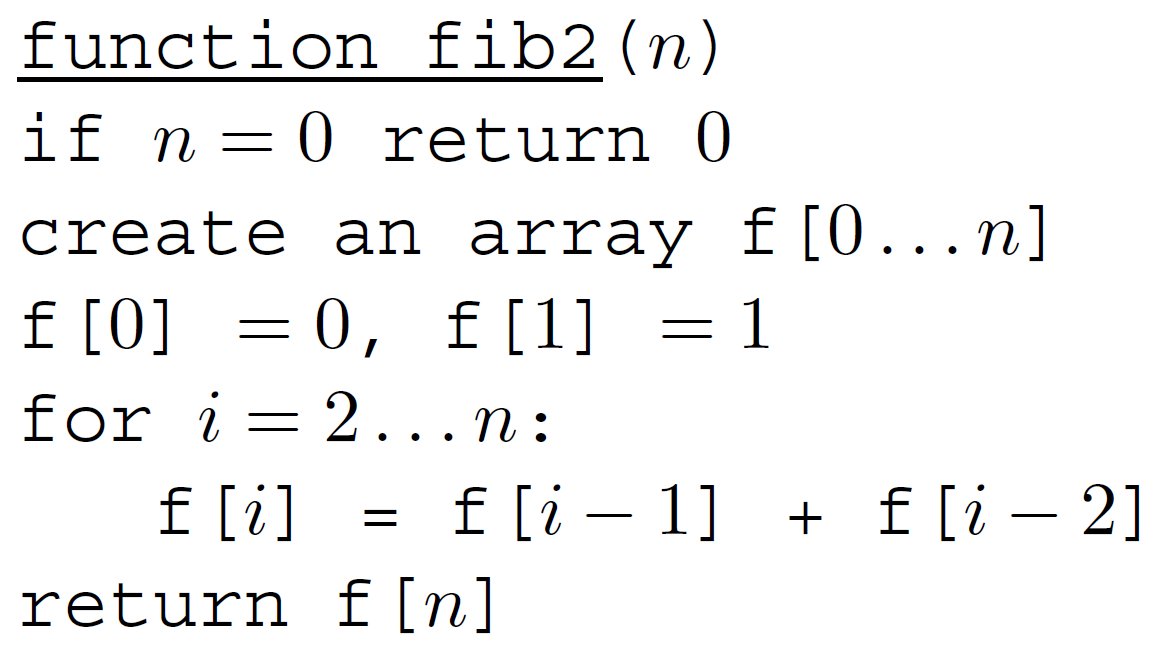 function fib2(n)
if n = 0 return 0
create an array f[0...n]
f[0] = 0, f[1] = 1
for i = 2...n:
f[i] = f[i − 1] + f[i − 2]
return f[n]